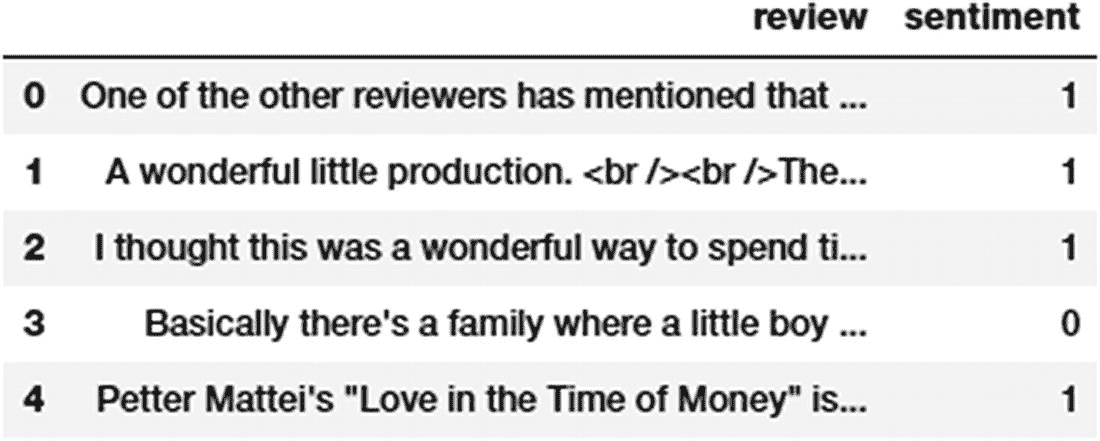 review sentiment
0 One of the other reviewers has mentioned that ... 1
1 A wonderful little production. <br /><br />The... 1
2 I thought this was a wonderful way to spend ti... 1
3 Basically there's a family where a little boy ... 0
4 Petter Mattei's "Love in the Time of Money" is... 1